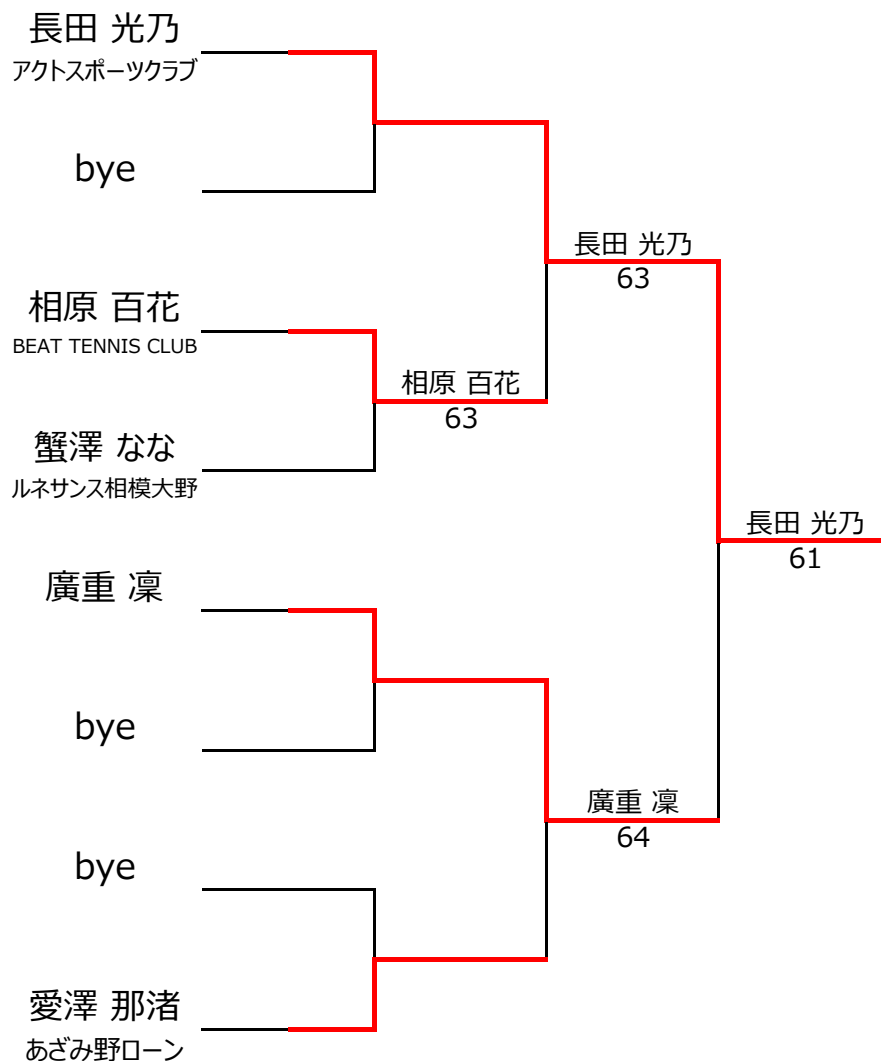 長田 光乃
アクトスポーツクラブ
bye
長田 光乃
63
相原 百花
BEAT TENNIS CLUB
相原 百花
63
蟹澤 なな
ルネサンス相模大野
長田 光乃
61
廣重 凜
bye
廣重 凜
64
bye
愛澤 那渚
あざみ野ローン